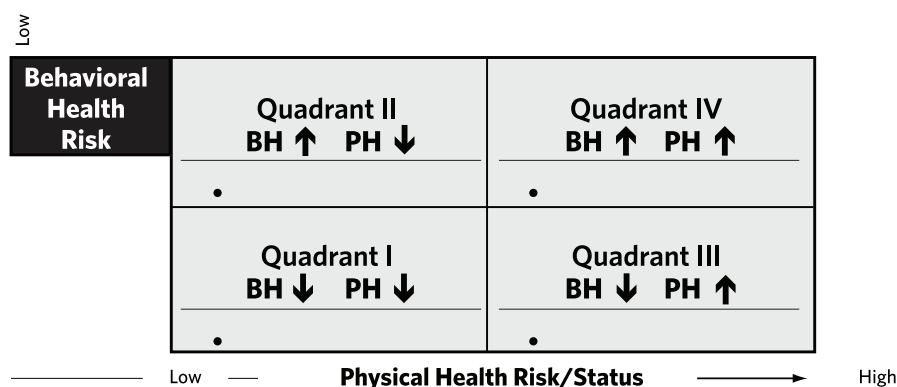 Low
Behavioral
Health
Risk
Quadrant II
BH ↑ PH ↓
•
Quadrant IV
BH ↑ PH ↑
•
Quadrant I
BH ↓ PH ↓
•
Quadrant III
BH ↓ PH ↑
•
Low Physical Health Risk/Status High